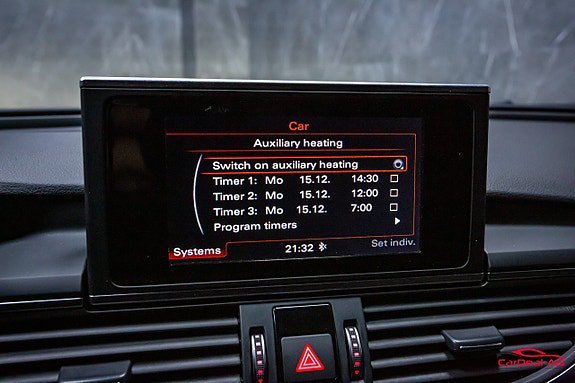 Car
Auxiliary heating
Switch on auxiliary heating
Timer 1: Mo 15.12. 14:30
Timer 2: Mo 15.12. 12:00
Timer 3: Mo 15.12. 7:00
Program timers
Systems 21:32 Set indiv.
CarDeal-AB